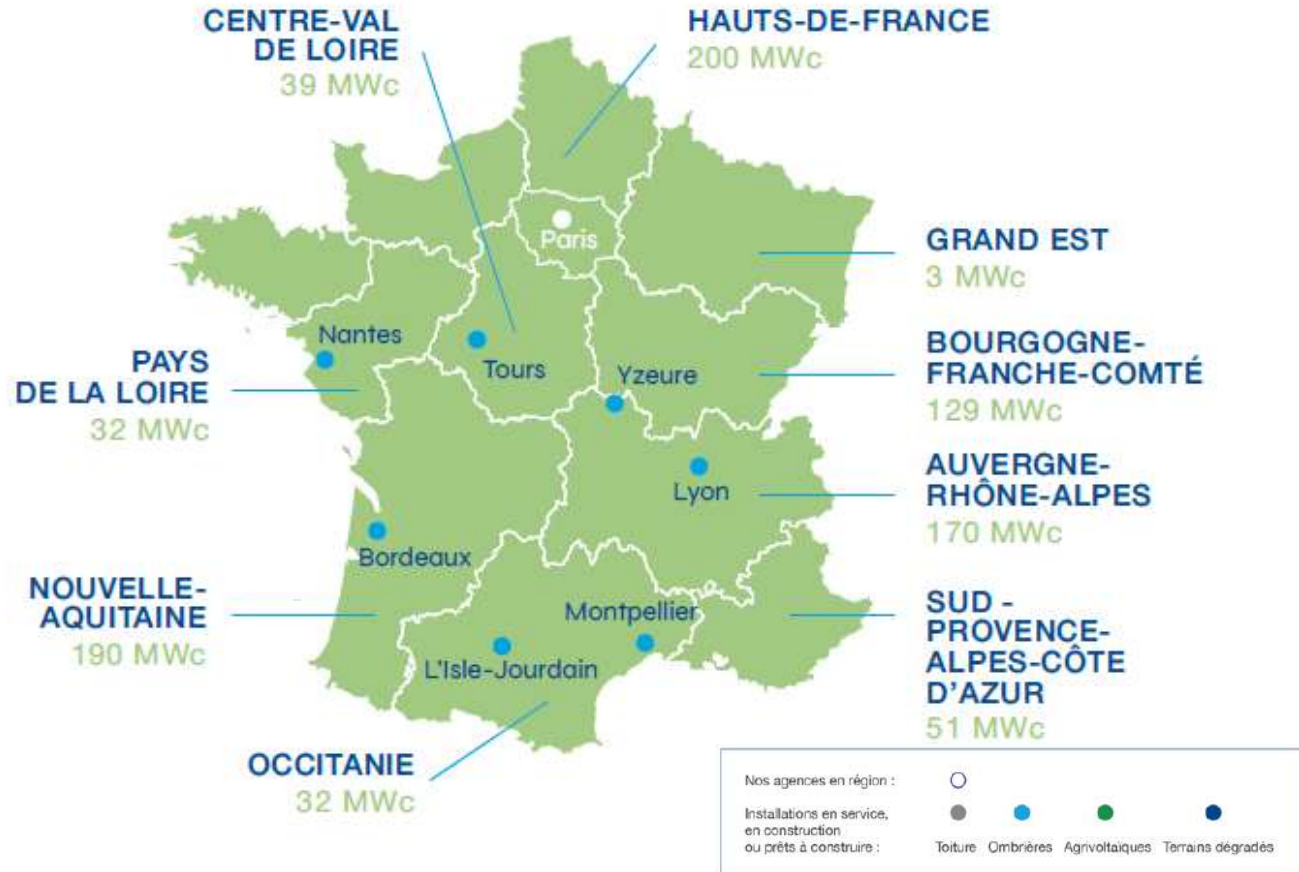 CENTRE-VAL
DE LOIRE
39 MWc
HAUTS-DE-FRANCE
200 MWc
Paris
GRAND EST
3 MWc
Nantes
PAYS
DE LA LOIRE
32 MWc
Tours
Yzeure
BOURGOGNE-
FRANCHE-COMTÉ
129 MWc
Lyon
AUVERGNE-
RHÔNE-ALPES
170 MWc
Bordeaux
NOUVELLE-
AQUITAINE
190 MWc
Montpellier
L'Isle-Jourdain
SUD -
PROVENCE-
ALPES-CÔTE
D'AZUR
51 MWc
OCCITANIE
32 MWc
Nos agences en région :
Installations en service,
en construction
ou prêts à construire :
Toiture Ombrières Agrivoltaïques Terrains dégradés